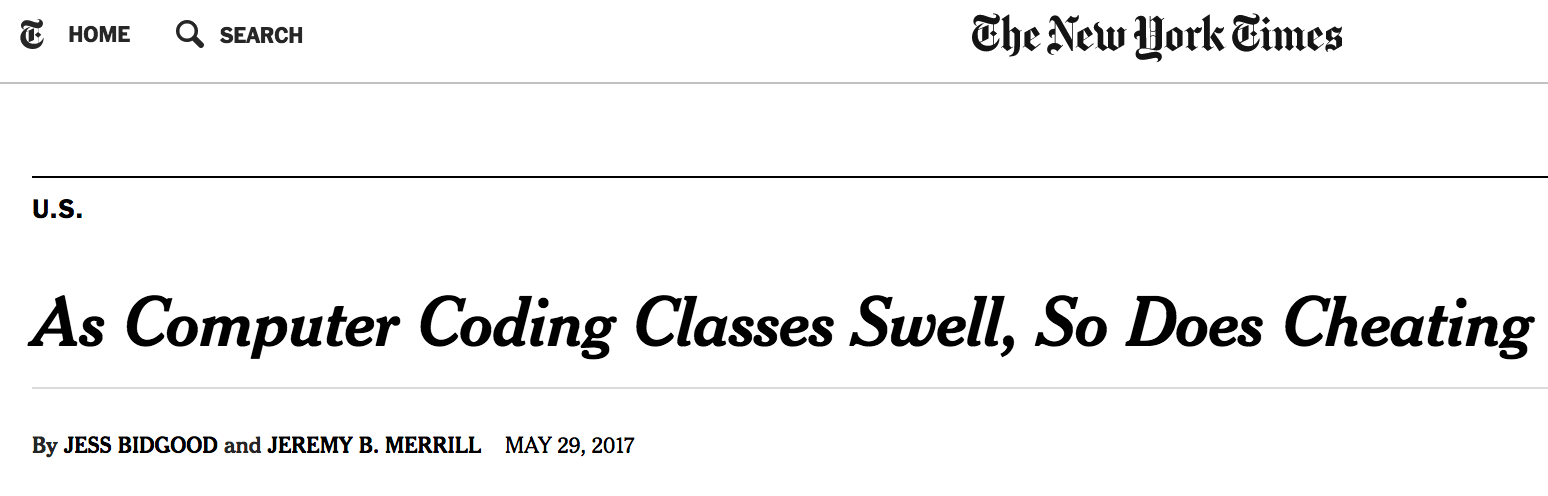 T HOME SEARCH The New York Times
U.S.
As Computer Coding Classes Swell, So Does Cheating
By JESS BIDGOOD and JEREMY B. MERRILL MAY 29, 2017